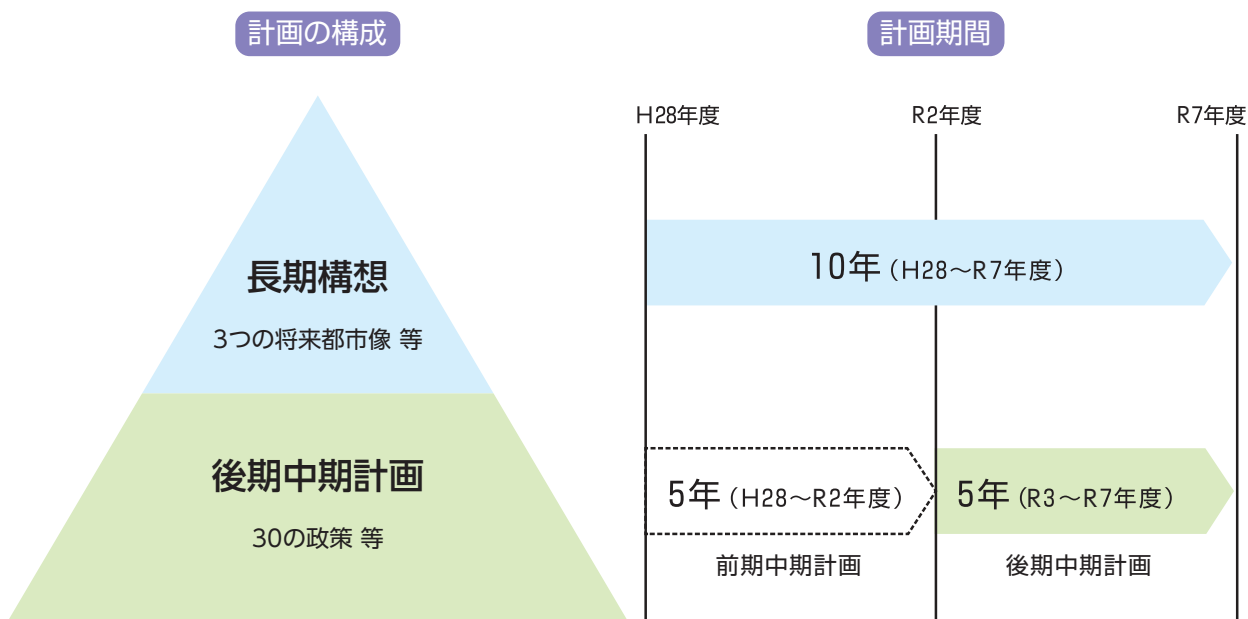 計画の構成
長期構想
3つの将来都市像 等
後期中期計画
30の政策 等
計画期間
H28年度
R2年度
R7年度
10年（H28～R7年度）
5年（H28～R2年度）
5年（R3～R7年度）
前期中期計画
後期中期計画